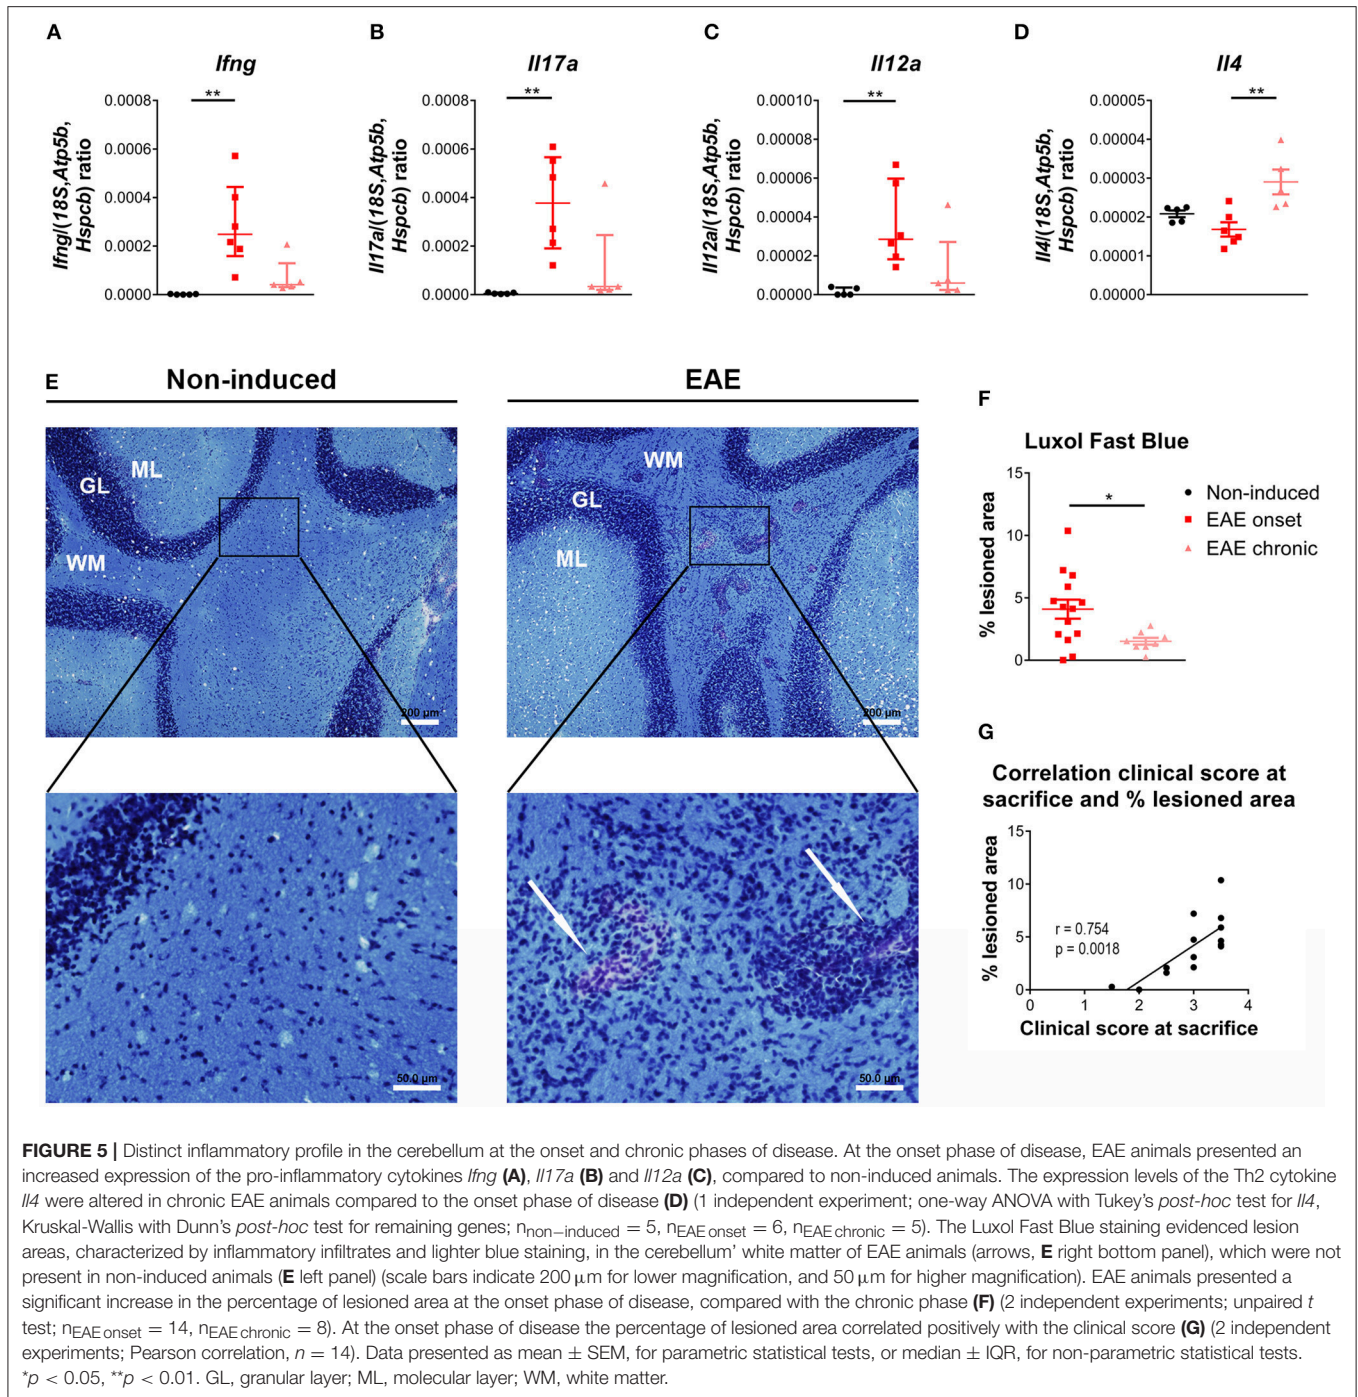 A
B
C
D
Ifng
Il17a
Il12a
Il4
**
**
**
**
Ifng/(18S,Atp5b,
Hspcb) ratio
0.0008
0.0006
0.0004
0.0002
0.0000
Il17a/(18S,Atp5b,
Hspcb) ratio
0.0008
0.0006
0.0004
0.0002
0.0000
Il12a/(18S,Atp5b,
Hspcb) ratio
0.00010
0.00008
0.00006
0.00004
0.00002
0.00000
Il4/(18S,Atp5b,
Hspcb) ratio
0.00005
0.00004
0.00003
0.00002
0.00001
0.00000
E
Non-induced
EAE
ML
GL
WM
200 µm
WM
GL
ML
200 µm
50.0 µm
50.0 µm
F
Luxol Fast Blue
% lesioned area
15
10
5
0
*
Non-induced
EAE onset
EAE chronic
G
Correlation clinical score at
sacrifice and % lesioned area
% lesioned area
15
10
5
0
r = 0.754
p = 0.0018
0 1 2 3 4
Clinical score at sacrifice
FIGURE 5 | Distinct inflammatory profile in the cerebellum at the onset and chronic phases of disease. At the onset phase of disease, EAE animals presented an
increased expression of the pro-inflammatory cytokines Ifng (A), Il17a (B) and Il12a (C), compared to non-induced animals. The expression levels of the Th2 cytokine
Il4 were altered in chronic EAE animals compared to the onset phase of disease (D) (1 independent experiment; one-way ANOVA with Tukey's post-hoc test for Il4,
Kruskal-Wallis with Dunn's post-hoc test for remaining genes; nnon−induced = 5, nEAE onset = 6, nEAE chronic = 5). The Luxol Fast Blue staining evidenced lesion
areas, characterized by inflammatory infiltrates and lighter blue staining, in the cerebellum' white matter of EAE animals (arrows, E right bottom panel), which were not
present in non-induced animals (E left panel) (scale bars indicate 200 µm for lower magnification, and 50 µm for higher magnification). EAE animals presented a
significant increase in the percentage of lesioned area at the onset phase of disease, compared with the chronic phase (F) (2 independent experiments; unpaired t
test; nEAE onset = 14, nEAE chronic = 8). At the onset phase of disease the percentage of lesioned area correlated positively with the clinical score (G) (2 independent
experiments; Pearson correlation, n = 14). Data presented as mean ± SEM, for parametric statistical tests, or median ± IQR, for non-parametric statistical tests.
*p < 0.05, **p < 0.01. GL, granular layer; ML, molecular layer; WM, white matter.